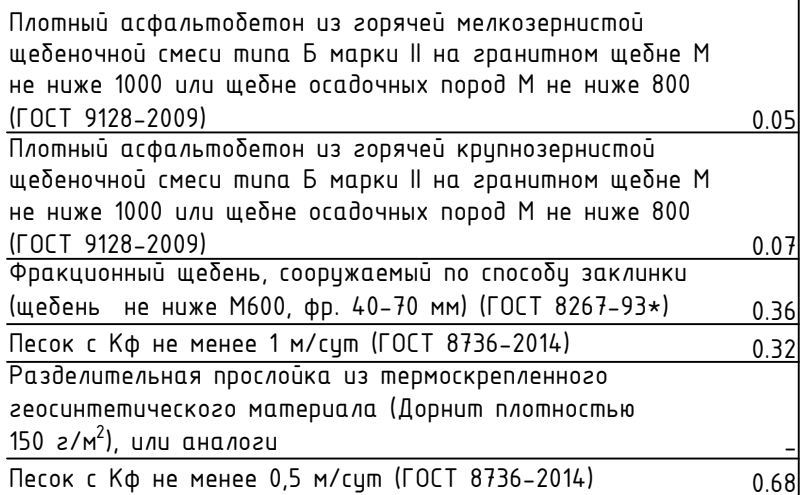 Плотный асфальтобетон из горячей мелкозернистой
щебеночной смеси типа Б марки II на гранитном щебне М
не ниже 1000 или щебне осадочных пород М не ниже 800
(ГОСТ 9128-2009) 0.05
Плотный асфальтобетон из горячей крупнозернистой
щебеночной смеси типа Б марки II на гранитном щебне М
не ниже 1000 или щебне осадочных пород М не ниже 800
(ГОСТ 9128-2009) 0.07
Фракционный щебень, сооружаемый по способу заклинки
(щебень не ниже М600, фр. 40-70 мм) (ГОСТ 8267-93*) 0.36
Песок с Кф не менее 1 м/сут (ГОСТ 8736-2014) 0.32
Разделительная прослойка из термоскрепленного
геосинтетического материала (Дорнит плотностью
150 г/м²), или аналоги -
Песок с Кф не менее 0,5 м/сут (ГОСТ 8736-2014) 0.68